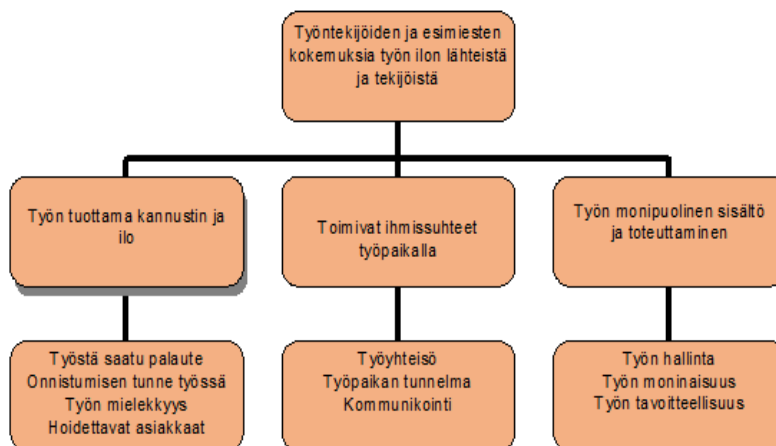 Työntekijöiden ja esimiesten
kokemuksia työn ilon lähteistä
ja tekijöistä
Työn tuottama kannustin ja
ilo
Toimivat ihmissuhteet
työpaikalla
Työn monipuolinen sisältö
ja toteuttaminen
Työstä saatu palaute
Onnistumisen tunne työssä
Työn mielekkyys
Hoidettavat asiakkaat
Työyhteisö
Työpaikan tunnelma
Kommunikointi
Työn hallinta
Työn moninaisuus
Työn tavoitteellisuus